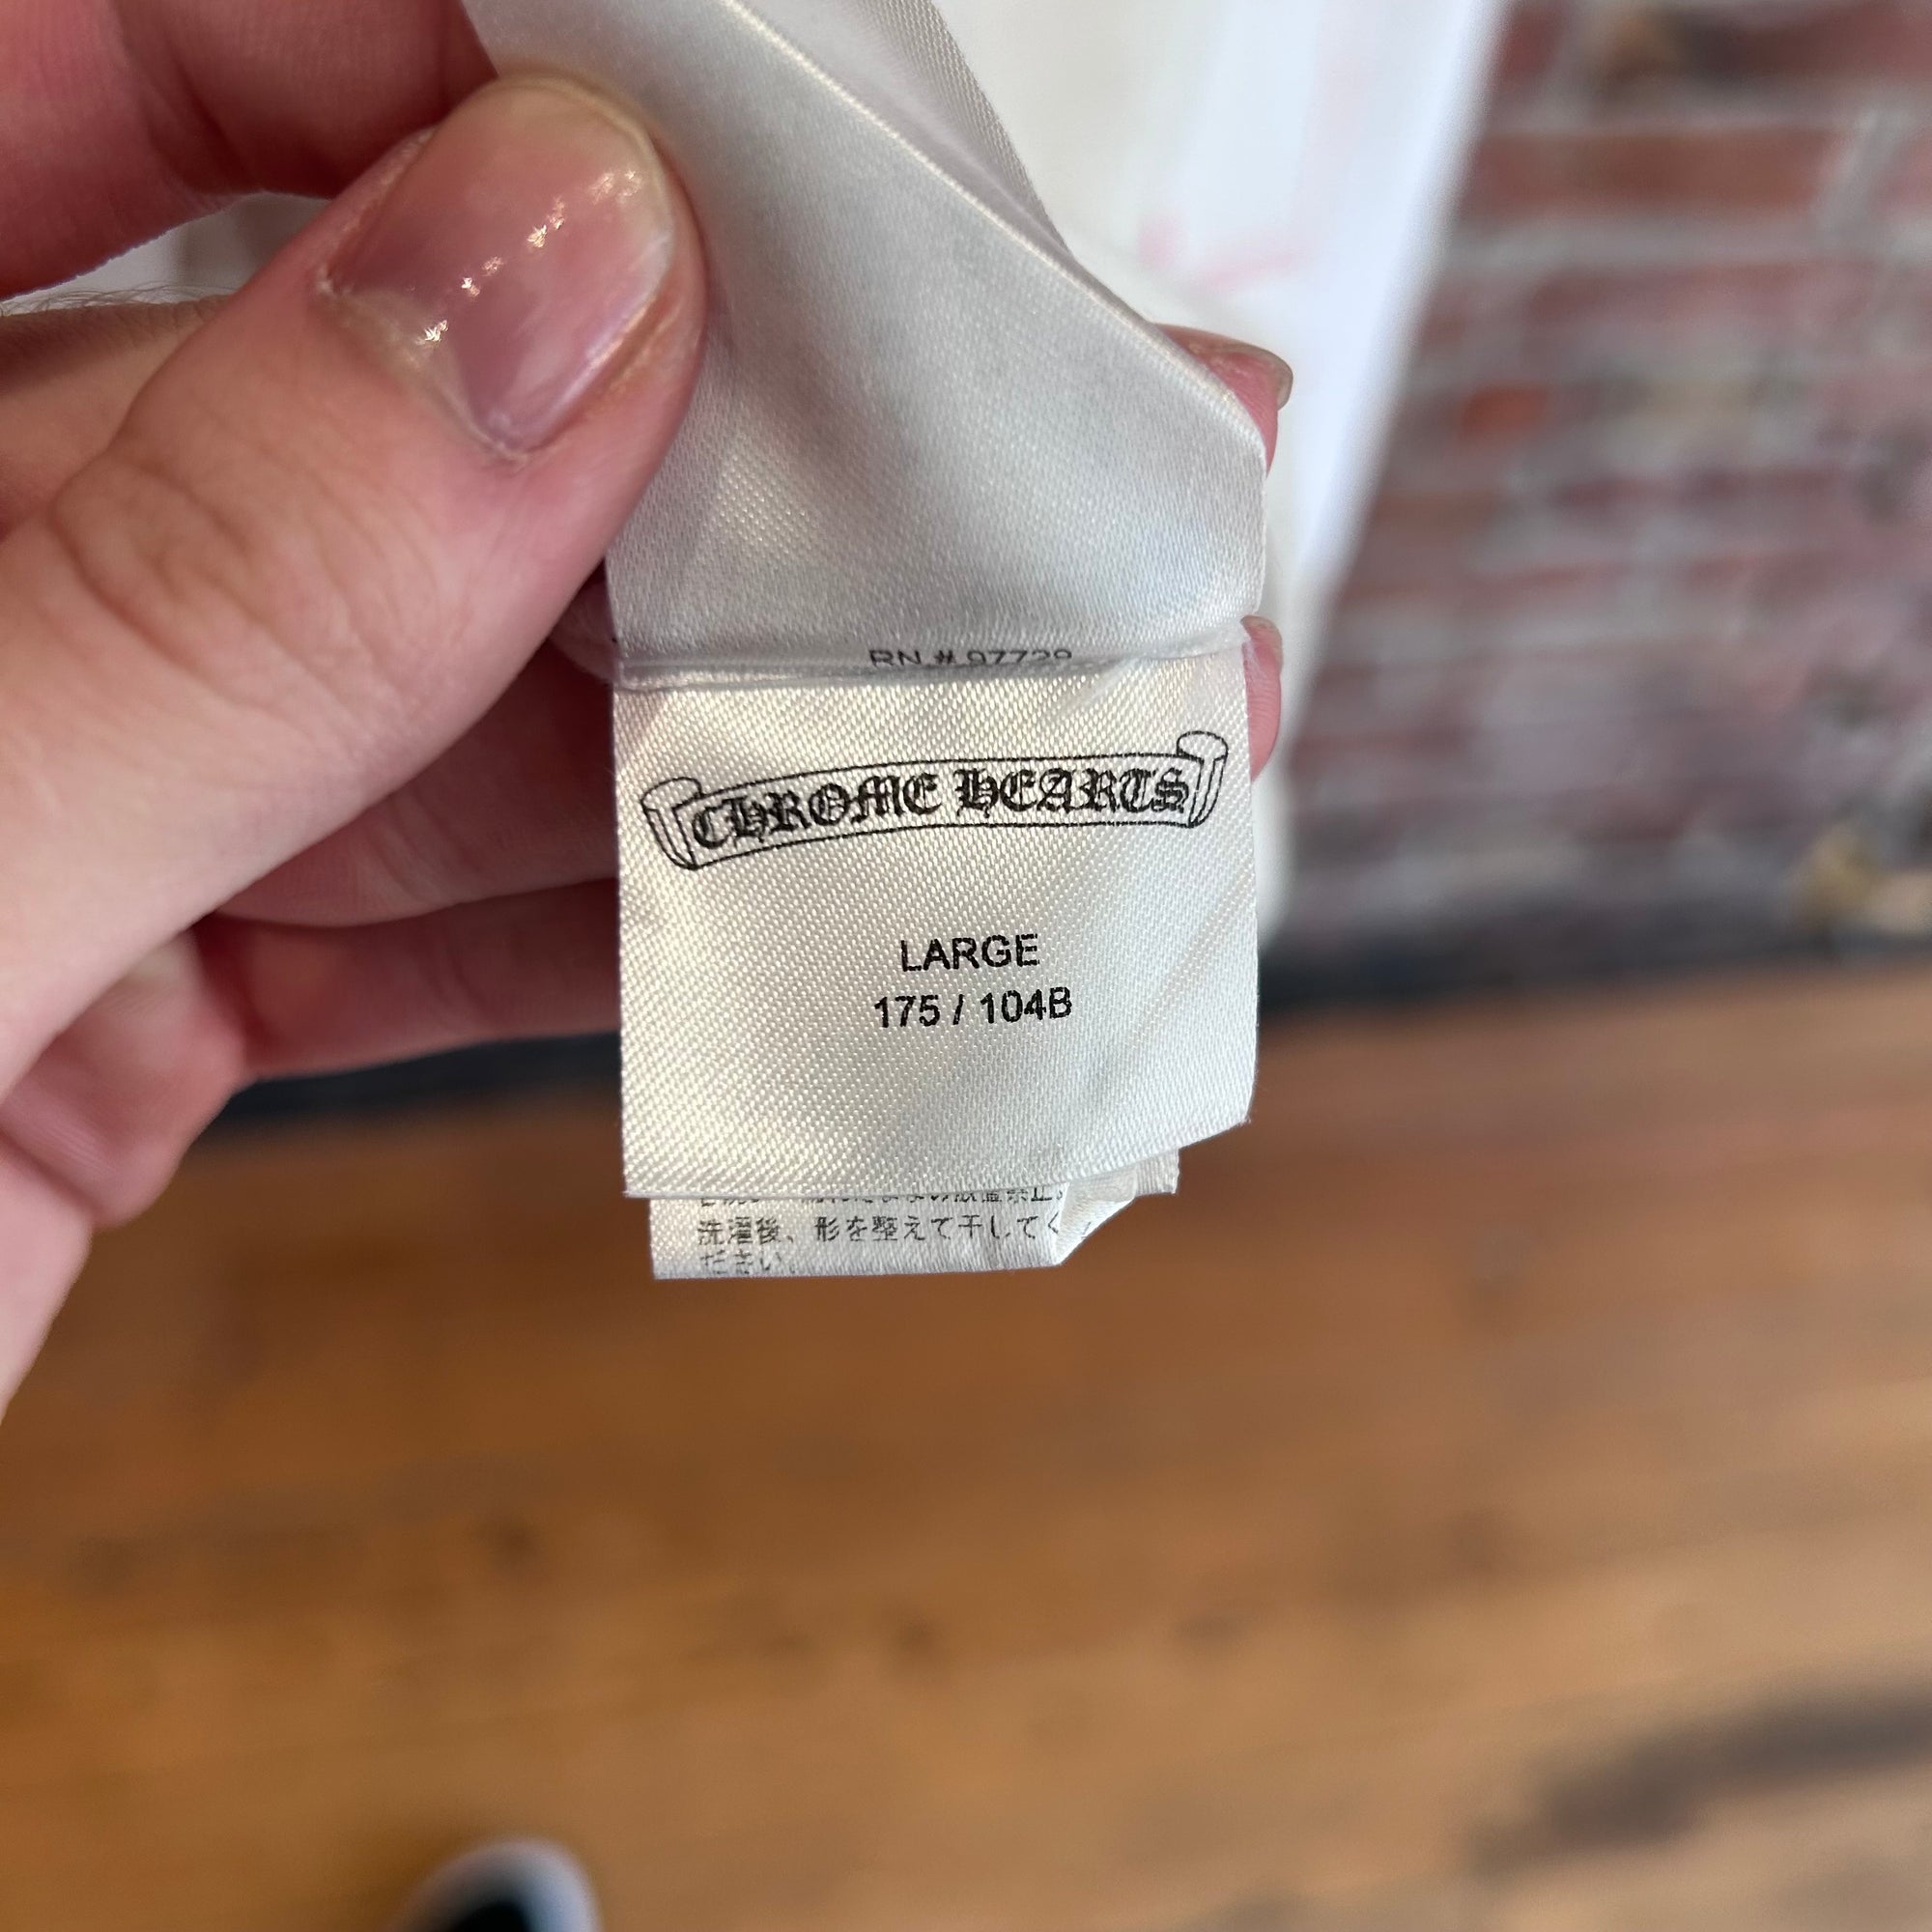 RN # 97729
CHROME HEARTS
LARGE
175 / 104B
洗濯後、形を整えて干してく
ださい。